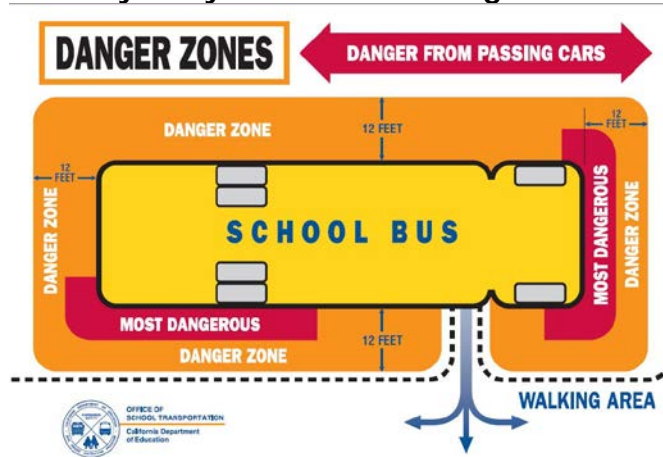 DANGER ZONES
DANGER FROM PASSING CARS
DANGER ZONE
12 FEET
12
FEET
12
FEET
DANGER ZONE
SCHOOL BUS
MOST DANGEROUS
DANGER ZONE
MOST DANGEROUS
DANGER ZONE
12 FEET
WALKING AREA
OFFICE OF
SCHOOL TRANSPORTATION
California Department
of Education